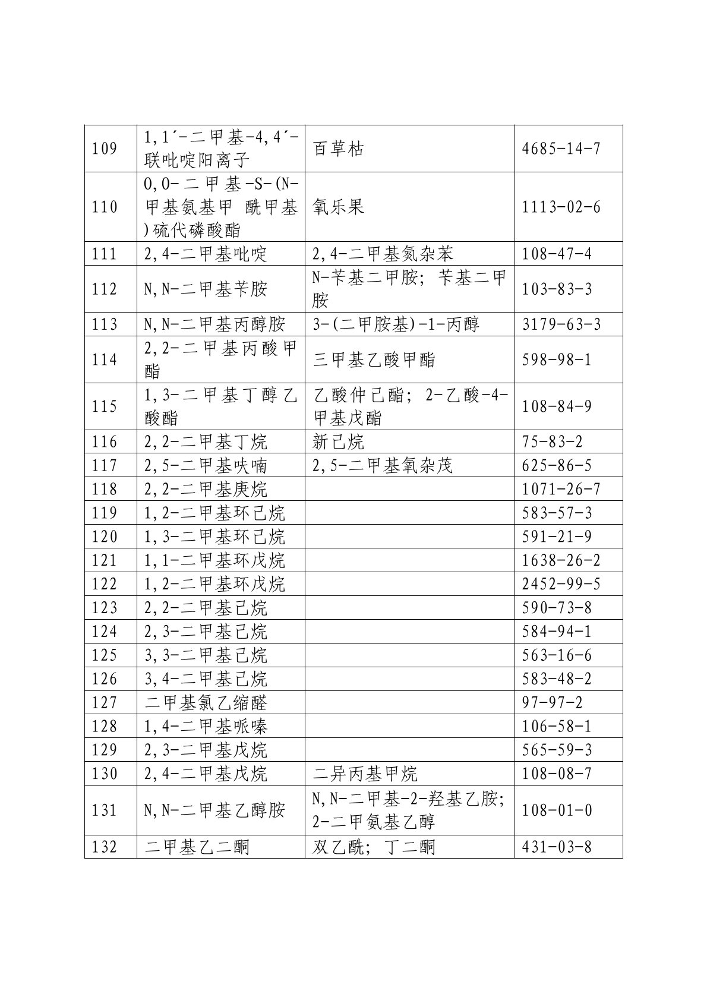 109 1,1´-二甲基-4,4´-联吡啶阳离子 百草枯 4685-14-7
110 O,O-二甲基-S-(N-甲基氨基甲 酰甲基)硫代磷酸酯 氧乐果 1113-02-6
111 2,4-二甲基吡啶 2,4-二甲基氮杂苯 108-47-4
112 N,N-二甲基苄胺 N-苄基二甲胺；苄基二甲胺 103-83-3
113 N,N-二甲基丙醇胺 3-(二甲胺基)-1-丙醇 3179-63-3
114 2,2-二甲基丙酸甲酯 三甲基乙酸甲酯 598-98-1
115 1,3-二甲基丁醇乙酸酯 乙酸仲己酯；2-乙酸-4-甲基戊酯 108-84-9
116 2,2-二甲基丁烷 新己烷 75-83-2
117 2,5-二甲基呋喃 2,5-二甲基氧杂茂 625-86-5
118 2,2-二甲基庚烷 1071-26-7
119 1,2-二甲基环己烷 583-57-3
120 1,3-二甲基环己烷 591-21-9
121 1,1-二甲基环戊烷 1638-26-2
122 1,2-二甲基环戊烷 2452-99-5
123 2,2-二甲基己烷 590-73-8
124 2,3-二甲基己烷 584-94-1
125 3,3-二甲基己烷 563-16-6
126 3,4-二甲基己烷 583-48-2
127 二甲基氯乙缩醛 97-97-2
128 1,4-二甲基哌嗪 106-58-1
129 2,3-二甲基戊烷 565-59-3
130 2,4-二甲基戊烷 二异丙基甲烷 108-08-7
131 N,N-二甲基乙醇胺 N,N-二甲基-2-羟基乙胺；2-二甲氨基乙醇 108-01-0
132 二甲基乙二酮 双乙酰；丁二酮 431-03-8